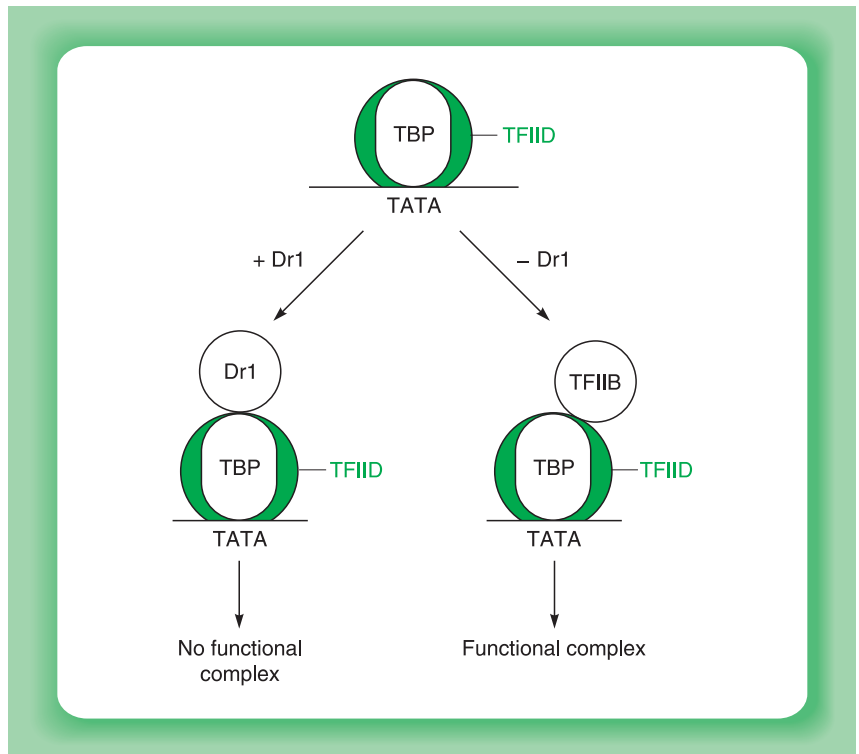 TBP
TFIID
TATA
+ Dr1
– Dr1
Dr1
TFIIB
TBP
TFIID
TBP
TFIID
TATA
TATA
No functional
complex
Functional complex